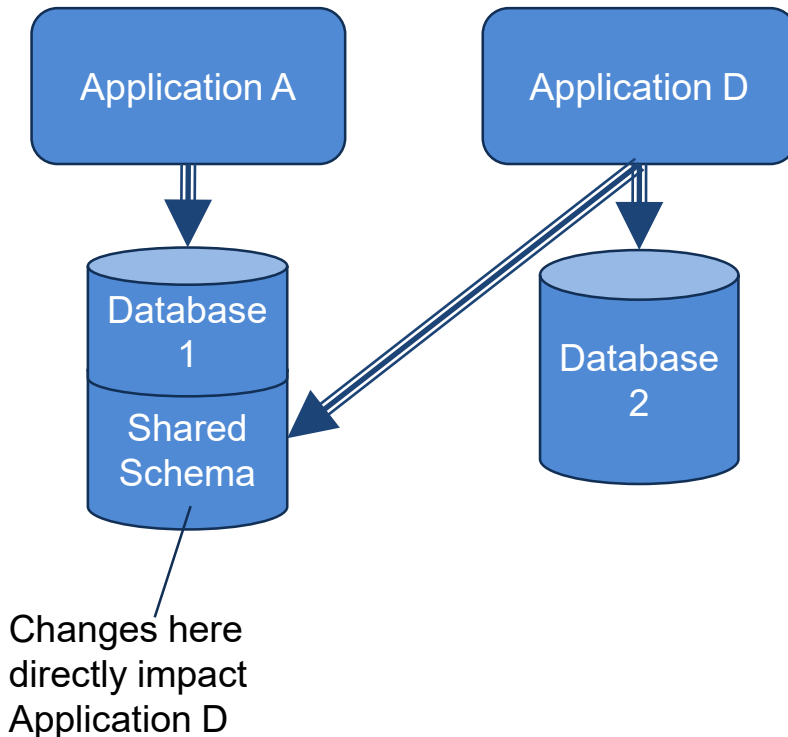 Application A
Application D
Database
1
Shared
Schema
Database
2
Changes here
directly impact
Application D